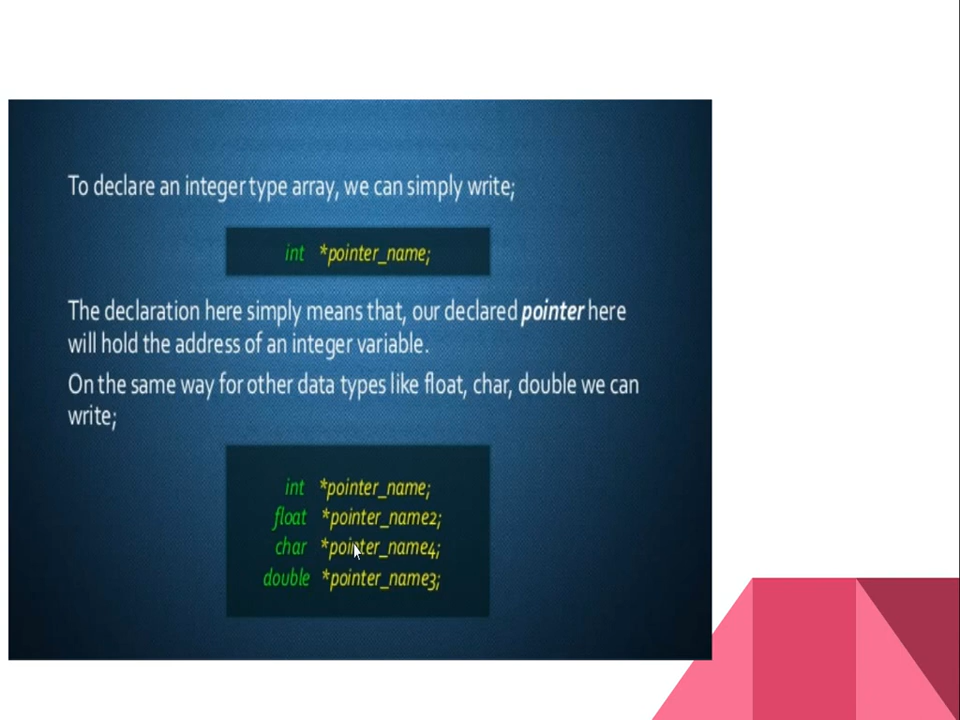 To declare an integer type array, we can simply write;
int *pointer_name;
The declaration here simply means that, our declared pointer here
will hold the address of an integer variable.
On the same way for other data types like float, char, double we can
write;
int *pointer_name;
float *pointer_name2;
char *pointer_name4;
double *pointer_name3;